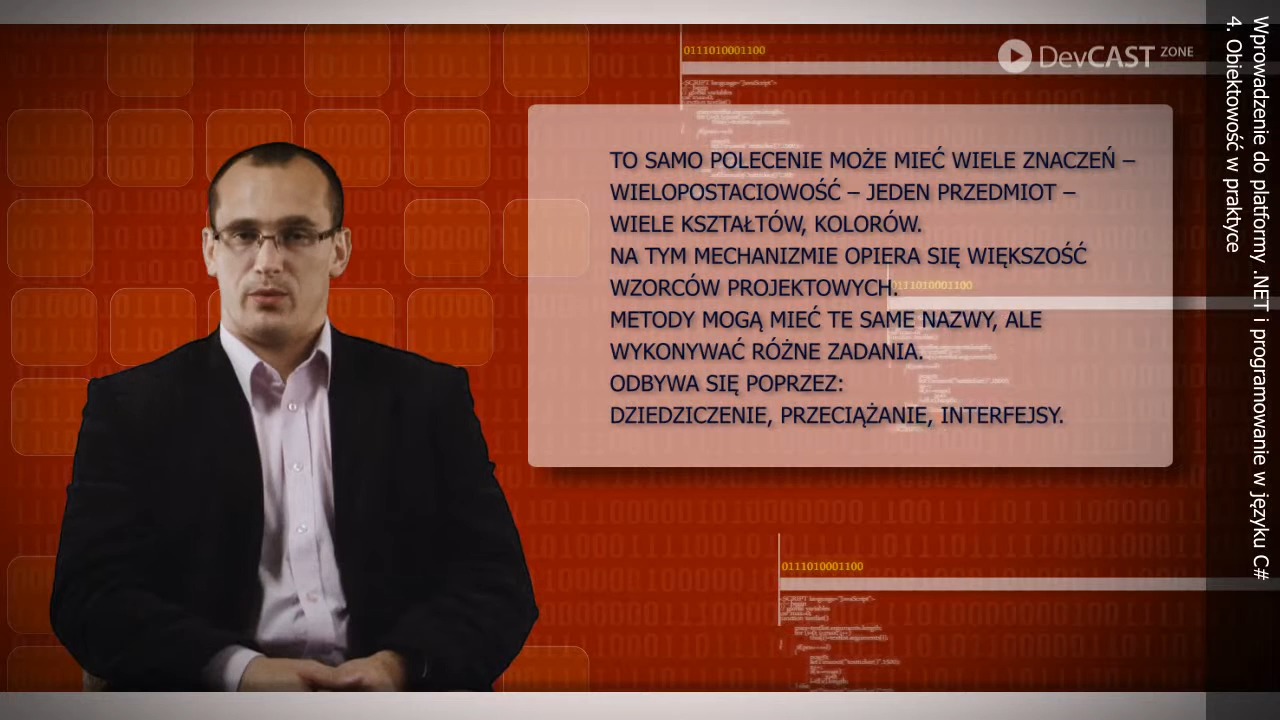 0111010001100
DevCAST ZONE
TO SAMO POLECENIE MOŻE MIEĆ WIELE ZNACZEŃ –
WIELOPOSTACIOWOŚĆ – JEDEN PRZEDMIOT –
WIELE KSZTAŁTÓW, KOLORÓW.
NA TYM MECHANIZMIE OPIERA SIĘ WIĘKSZOŚĆ
WZORCÓW PROJEKTOWYCH.
METODY MOGĄ MIEĆ TE SAME NAZWY, ALE
WYKONYWAĆ RÓŻNE ZADANIA.
ODBYWA SIĘ POPRZEZ:
DZIEDZICZENIE, PRZECIĄŻANIE, INTERFEJSY.
0111010001100
0111010001100
Wprowadzenie do platformy .NET i programowanie w języku C#
4. Obiektowość w praktyce